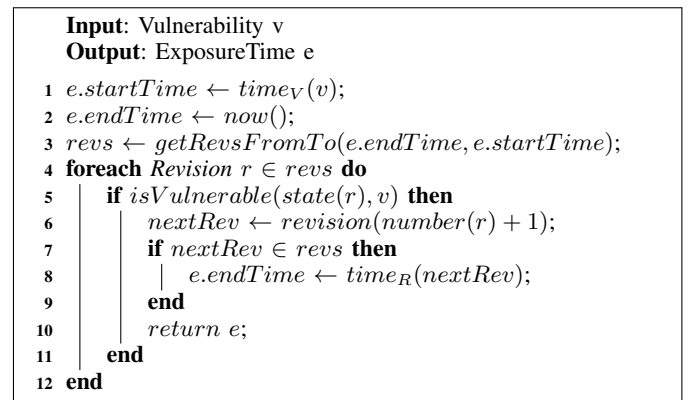 Input: Vulnerability v
Output: ExposureTime e
1 e.startTime ← time_V(v);
2 e.endTime ← now();
3 revs ← getRevsFromTo(e.endTime, e.startTime);
4 foreach Revision r ∈ revs do
5 if isVulnerable(state(r), v) then
6 nextRev ← revision(number(r) + 1);
7 if nextRev ∈ revs then
8 e.endTime ← time_R(nextRev);
9 end
10 return e;
11 end
12 end